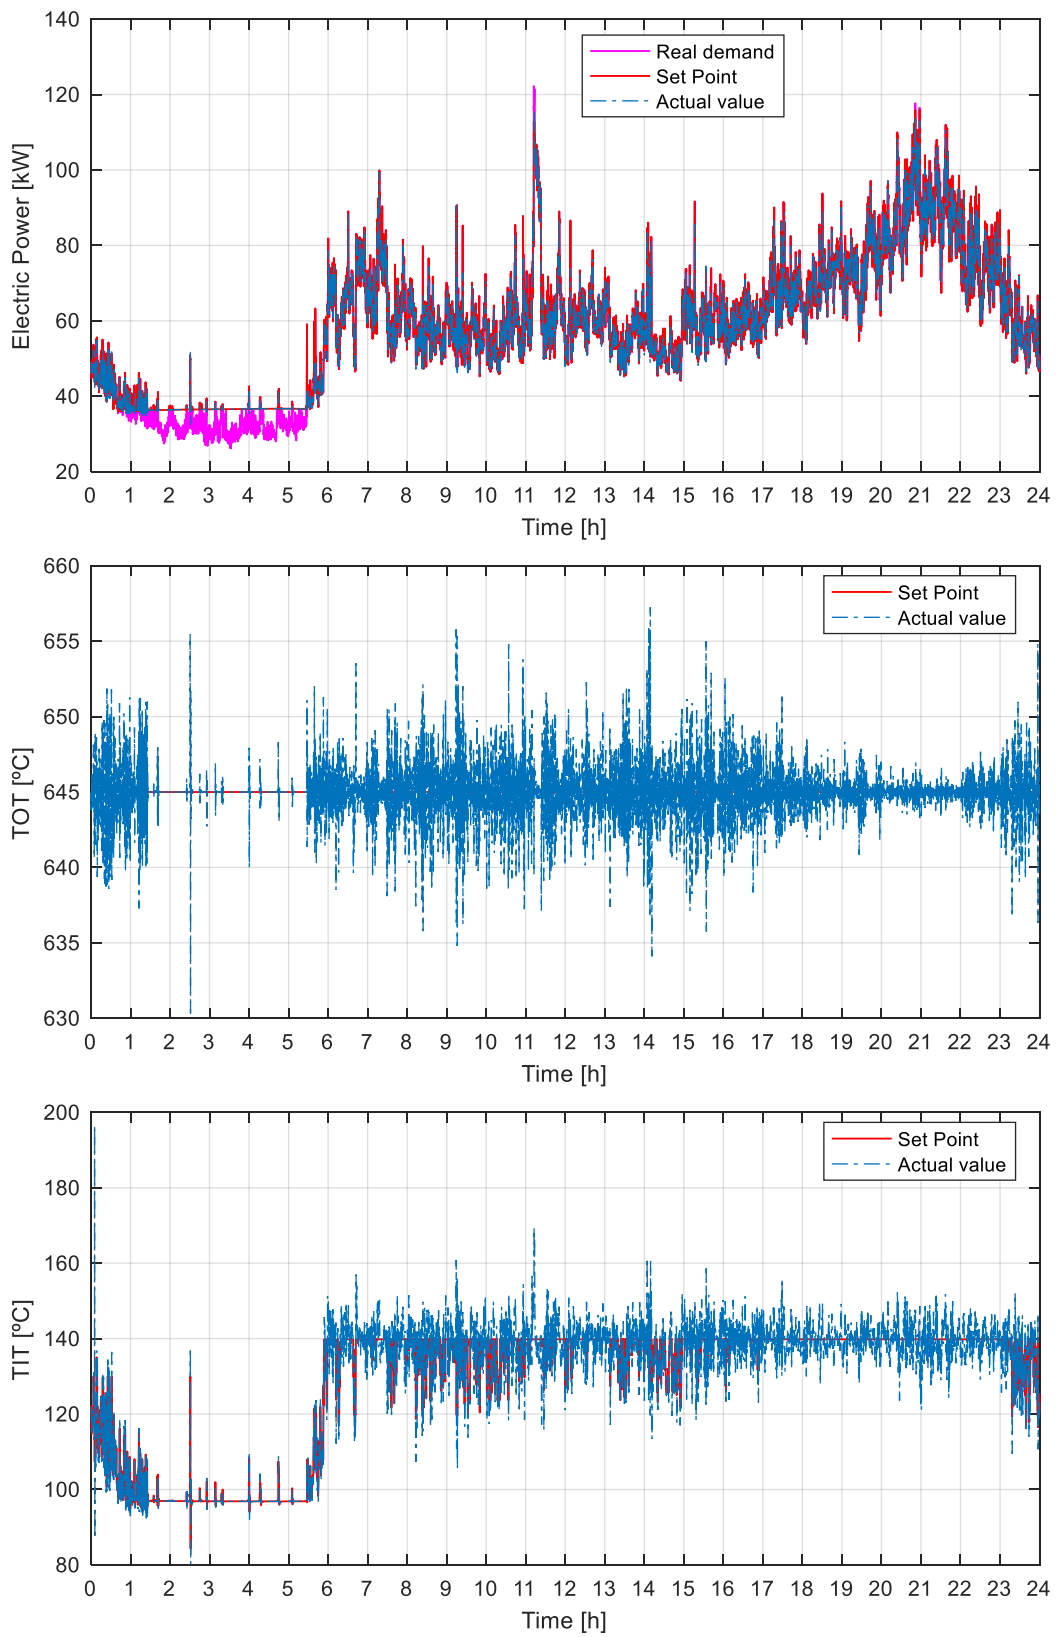 140
120
100
80
60
40
20
Electric Power [kW]
Real demand
Set Point
Actual value
0 1 2 3 4 5 6 7 8 9 10 11 12 13 14 15 16 17 18 19 20 21 22 23 24
Time [h]
660
655
650
645
640
635
630
TOT [ºC]
Set Point
Actual value
0 1 2 3 4 5 6 7 8 9 10 11 12 13 14 15 16 17 18 19 20 21 22 23 24
Time [h]
200
180
160
140
120
100
80
TIT [ºC]
Set Point
Actual value
0 1 2 3 4 5 6 7 8 9 10 11 12 13 14 15 16 17 18 19 20 21 22 23 24
Time [h]